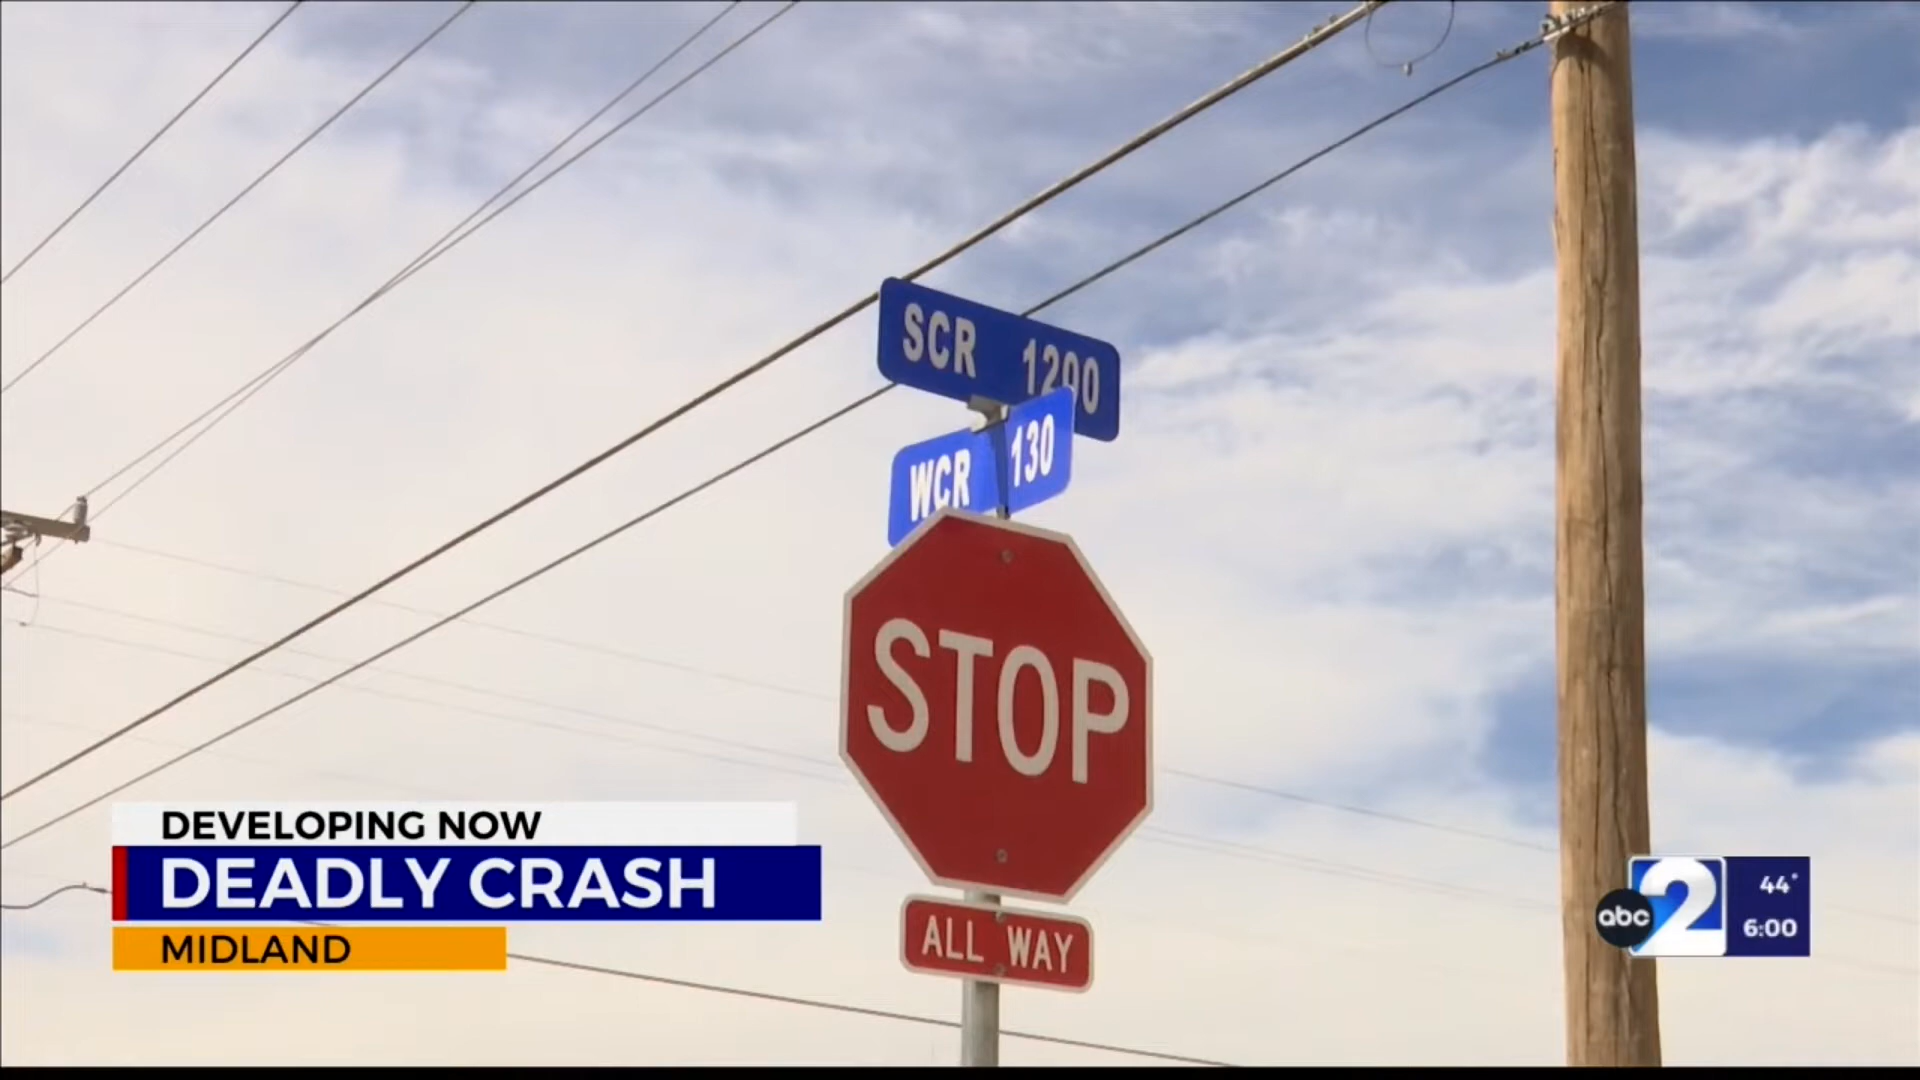 SCR 1200
WCR 130
STOP
ALL WAY
DEVELOPING NOW
DEADLY CRASH
MIDLAND
abc 2
44°
6:00